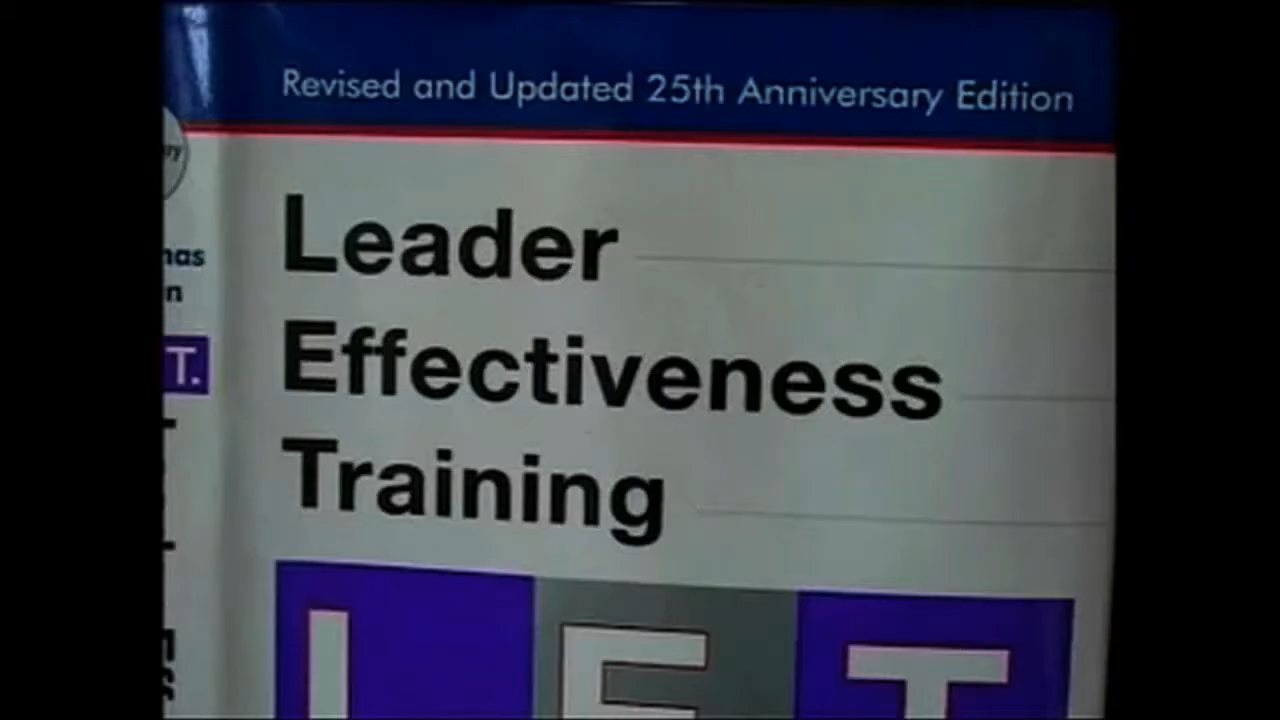 Revised and Updated 25th Anniversary Edition
Leader
Effectiveness
Training
L E T
T.